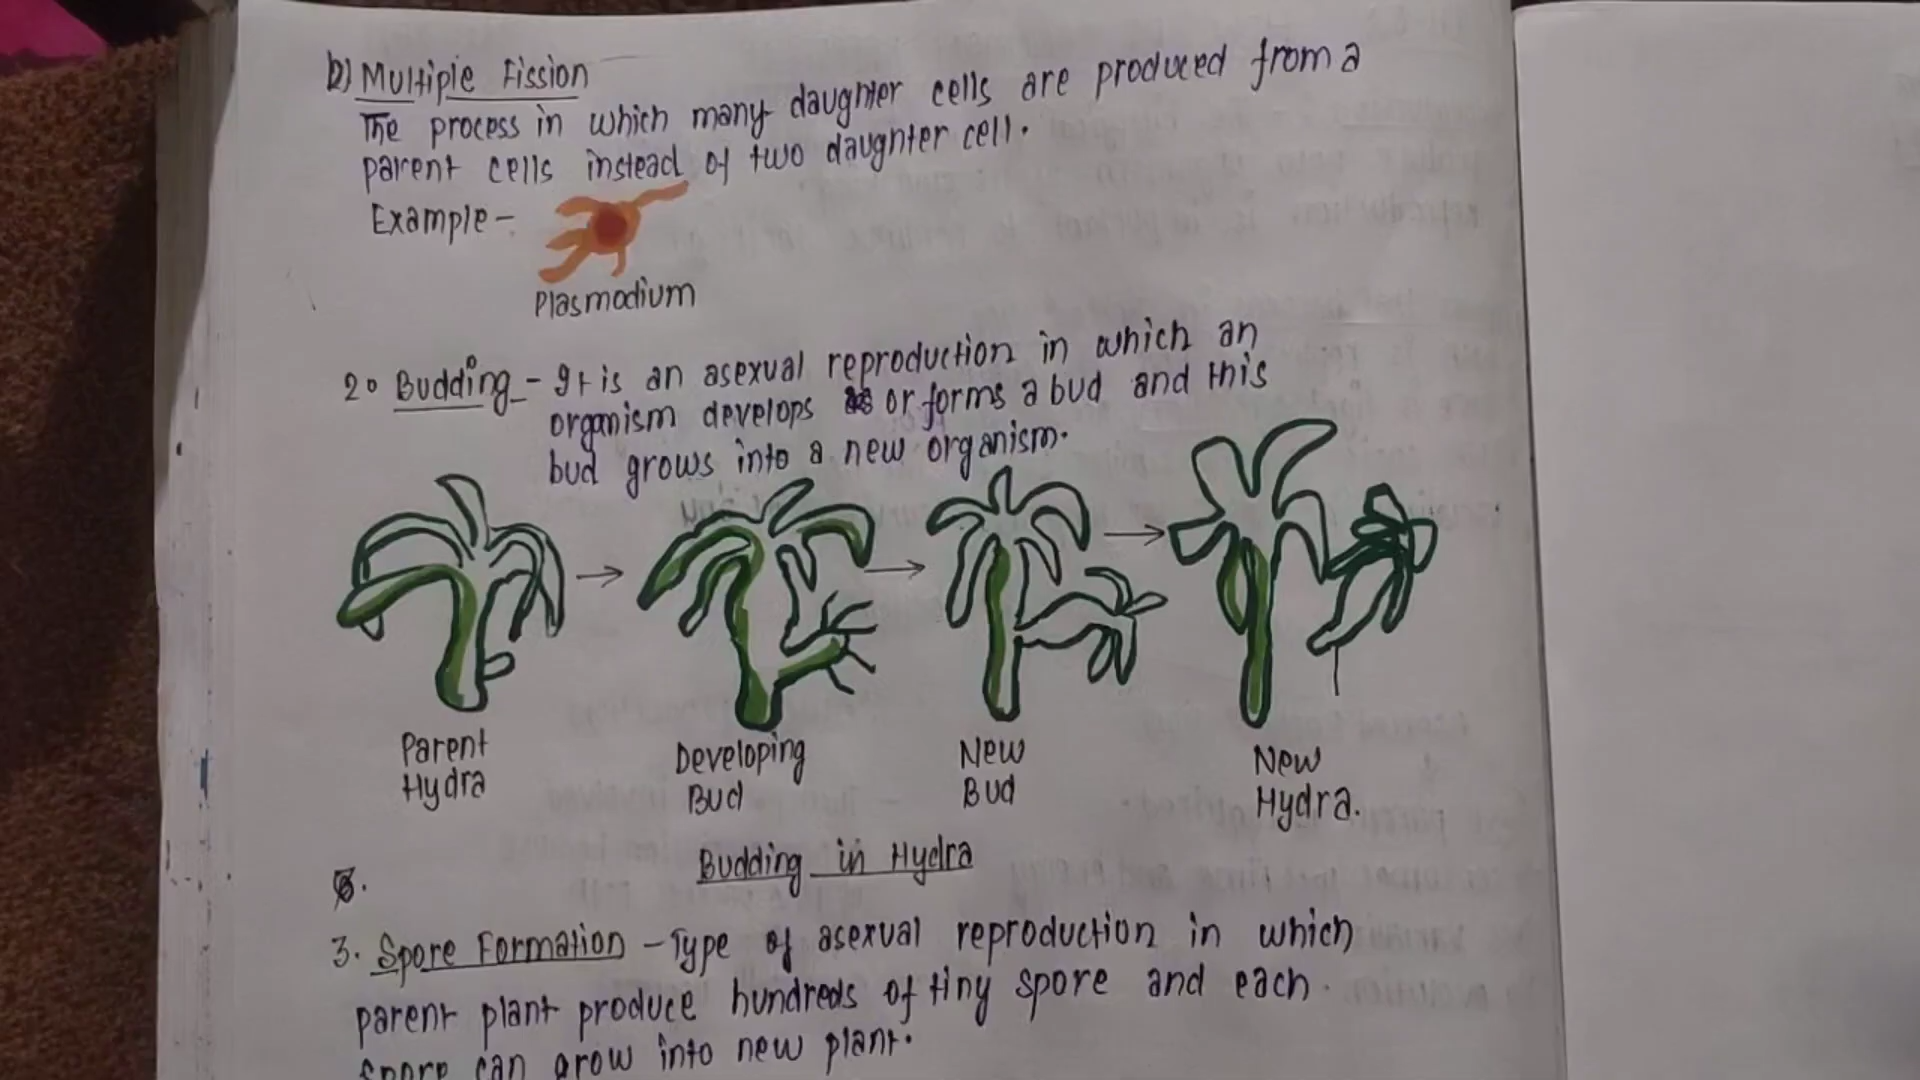 b) Multiple Fission
The process in which many daughter cells are produced from a
parent cells instead of two daughter cell.
Example -
Plasmodium
2. Budding - It is an asexual reproduction in which an
organism develops or forms a bud and this
bud grows into a new organism.
Parent Hydra
Developing Bud
New Bud
New Hydra.
Budding in Hydra
3. Spore Formation - Type of asexual reproduction in which
parent plant produce hundreds of tiny spore and each
spore can grow into new plant.